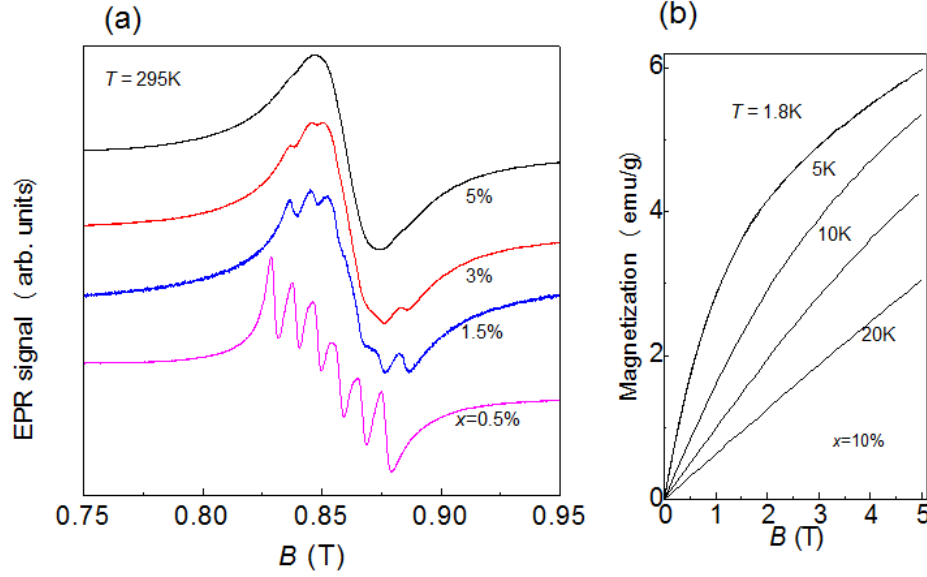 (a)
T = 295K
5%
3%
1.5%
x=0.5%
EPR signal ( arb. units)
0.75 0.80 0.85 0.90 0.95
B (T)
(b)
6
4
2
0
Magnetization ( emu/g)
T = 1.8K
5K
10K
20K
x=10%
0 1 2 3 4 5
B (T)